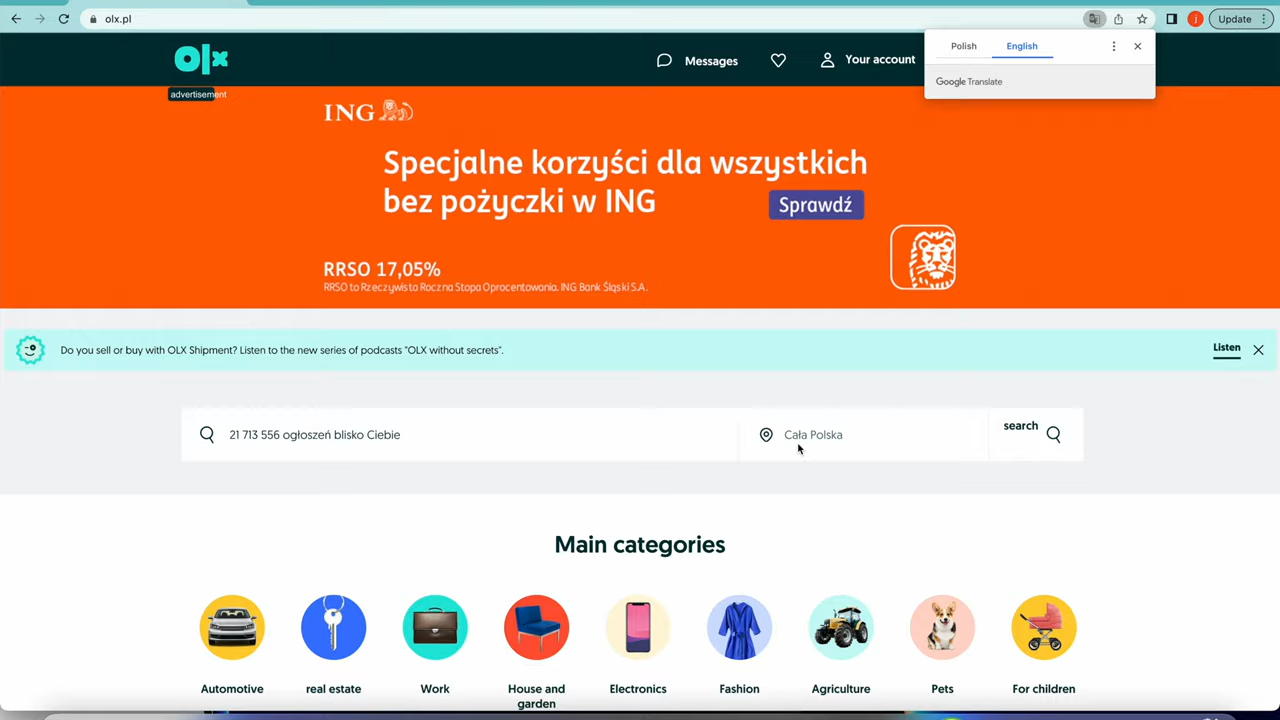 olx.pl
Update
j
Polish
English
Google Translate
olx
Messages
Your account
advertisement
ING
Specjalne korzyści dla wszystkich
bez pożyczki w ING
Sprawdź
RRSO 17,05%
RRSO to Rzeczywista Roczna Stopa Oprocentowania. ING Bank Śląski S.A.
Do you sell or buy with OLX Shipment? Listen to the new series of podcasts "OLX without secrets".
Listen
21 713 556 ogłoszeń blisko Ciebie
Cała Polska
search
Main categories
Automotive
real estate
Work
House and
garden
Electronics
Fashion
Agriculture
Pets
For children